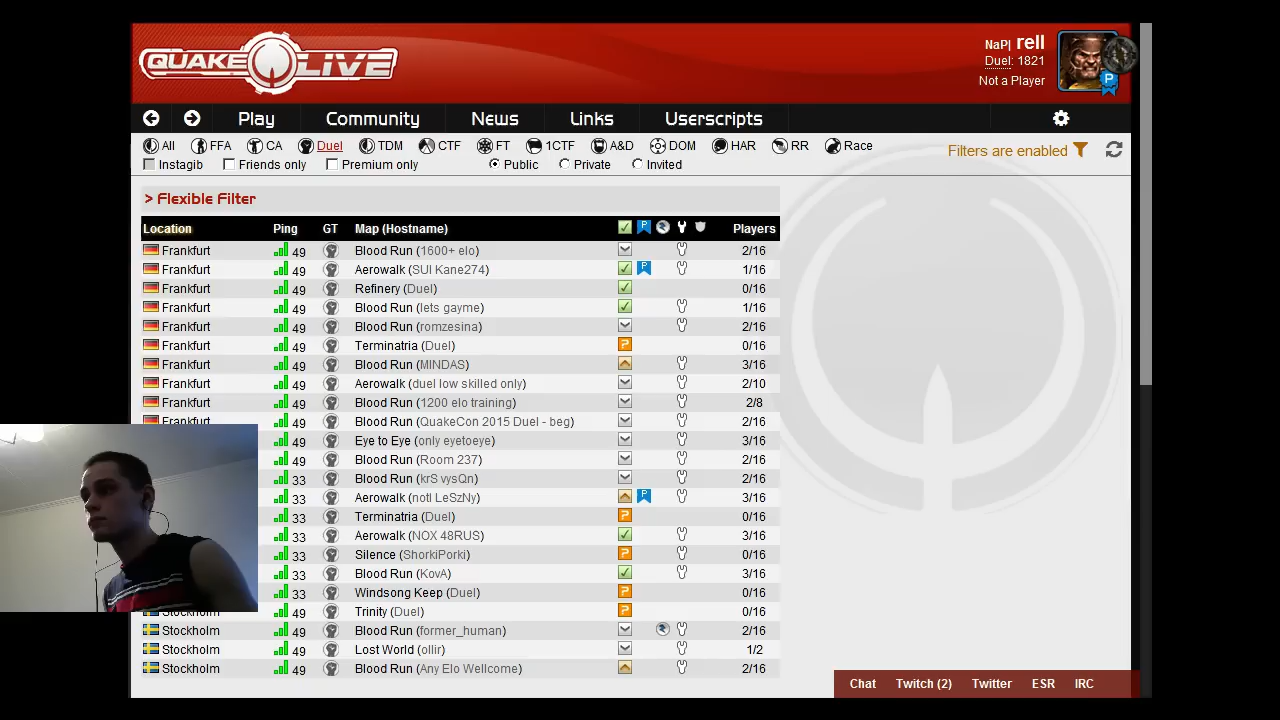 QUAKE LIVE
NaP| rell
Duel: 1821
Not a Player
P
Play Community News Links Userscripts
All FFA CA Duel TDM CTF FT 1CTF A&D DOM HAR RR Race
Instagib Friends only Premium only Public Private Invited
Filters are enabled
> Flexible Filter
Location Ping GT Map (Hostname) P Players
Frankfurt 49 Blood Run (1600+ elo) 2/16
Frankfurt 49 Aerowalk (SUI Kane274) P 1/16
Frankfurt 49 Refinery (Duel) 0/16
Frankfurt 49 Blood Run (lets gayme) 1/16
Frankfurt 49 Blood Run (romzesina) 2/16
Frankfurt 49 Terminatria (Duel) ? 0/16
Frankfurt 49 Blood Run (MINDAS) 3/16
Frankfurt 49 Aerowalk (duel low skilled only) 2/10
Frankfurt 49 Blood Run (1200 elo training) 2/8
Frankfurt 49 Blood Run (QuakeCon 2015 Duel - beg) 2/16
49 Eye to Eye (only eyetoeye) 3/16
49 Blood Run (Room 237) 2/16
33 Blood Run (krS vysQn) 2/16
33 Aerowalk (notl LeSzNy) P 3/16
33 Terminatria (Duel) ? 0/16
33 Aerowalk (NOX 48RUS) 3/16
33 Silence (ShorkiPorki) ? 0/16
33 Blood Run (KovA) 3/16
33 Windsong Keep (Duel) ? 0/16
Stockholm 49 Trinity (Duel) ? 0/16
Stockholm 49 Blood Run (former_human) 2/16
Stockholm 49 Lost World (ollir) 1/2
Stockholm 49 Blood Run (Any Elo Wellcome) 2/16
Chat Twitch (2) Twitter ESR IRC